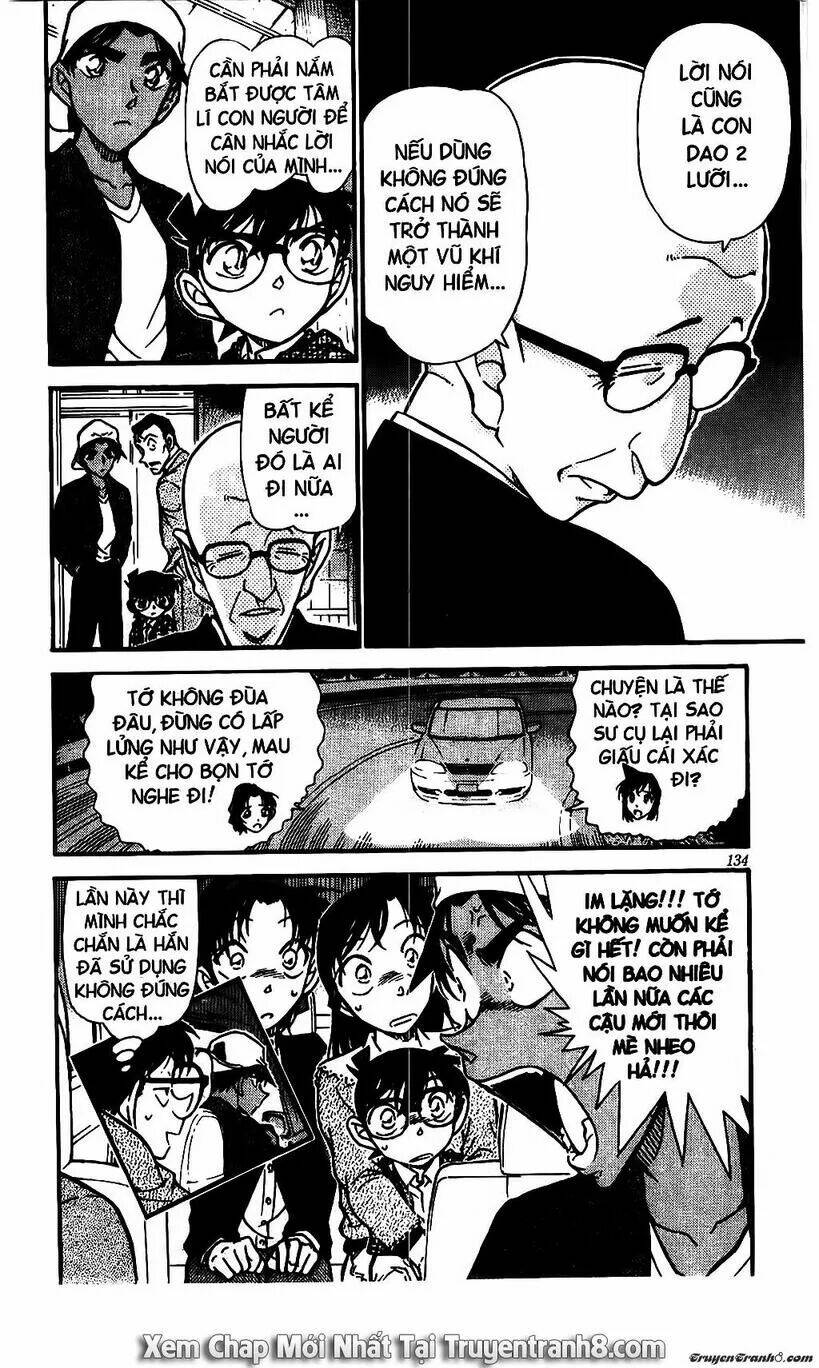 LỜI NÓI
CŨNG
LÀ CON
DAO 2
LƯỠI...
NẾU DÙNG
KHÔNG ĐÚNG
CÁCH NÓ SẼ
TRỞ THÀNH
MỘT VŨ KHÍ
NGUY HIỂM...
CẦN PHẢI NẮM
BẮT ĐƯỢC TÂM
LÍ CON NGƯỜI ĐỂ
CÂN NHẮC LỜI
NÓI CỦA MÌNH...
BẤT KỂ
NGƯỜI
ĐÓ LÀ AI
ĐI NỮA
...
CHUYỆN LÀ THẾ
NÀO? TẠI SAO
SƯ CỤ LẠI PHẢI
GIẤU CÁI XÁC
ĐI?
TỚ KHÔNG ĐÙA
ĐÂU, ĐỪNG CÓ LẤP
LỬNG NHƯ VẬY, MAU
KỂ CHO BỌN TỚ
NGHE ĐI!
134
IM LẶNG!!! TỚ
KHÔNG MUỐN KỂ
GÌ HẾT! CÒN PHẢI
NÓI BAO NHIÊU
LẦN NỮA CÁC
CẬU MỚI THÔI
MÈ NHEO
HẢ!!!
LẦN NÀY THÌ
MÌNH CHẮC
CHẮN LÀ HẮN
ĐÃ SỬ DỤNG
KHÔNG ĐÚNG
CÁCH...
Xem Chap Mới Nhất Tại Truyentranh8.com
TruyenTranh8.com